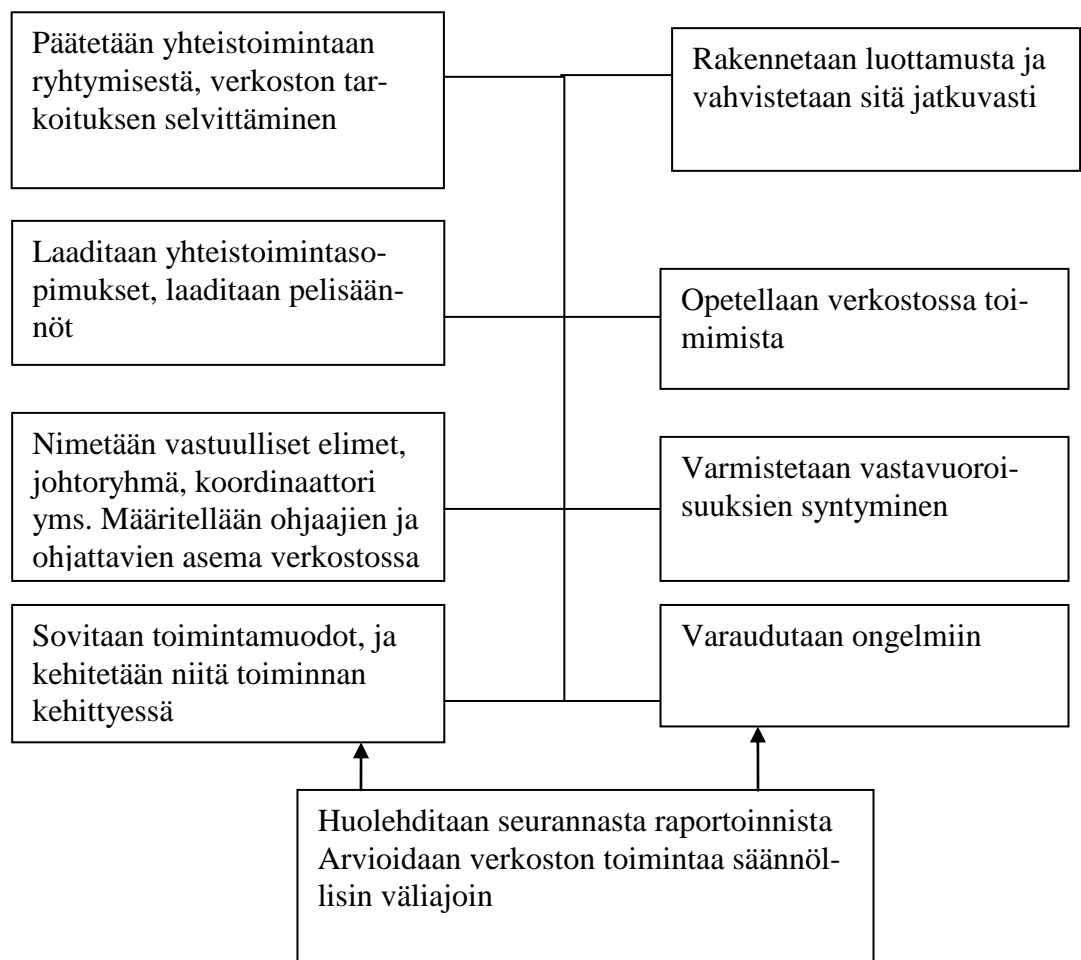 Päätetään yhteistoimintaan
ryhtymisestä, verkoston tar-
koituksen selvittäminen
Rakennetaan luottamusta ja
vahvistetaan sitä jatkuvasti
Laaditaan yhteistoimintaso-
pimukset, laaditaan pelisään-
nöt
Opetellaan verkostossa toi-
mimista
Nimetään vastuulliset elimet,
johtoryhmä, koordinaattori
yms. Määritellään ohjaajien ja
ohjattavien asema verkostossa
Varmistetaan vastavuoroi-
suuksien syntyminen
Sovitaan toimintamuodot, ja
kehitetään niitä toiminnan
kehittyessä
Varaudutaan ongelmiin
Huolehditaan seurannasta raportoinnista
Arvioidaan verkoston toimintaa säännöl-
lisin väliajoin